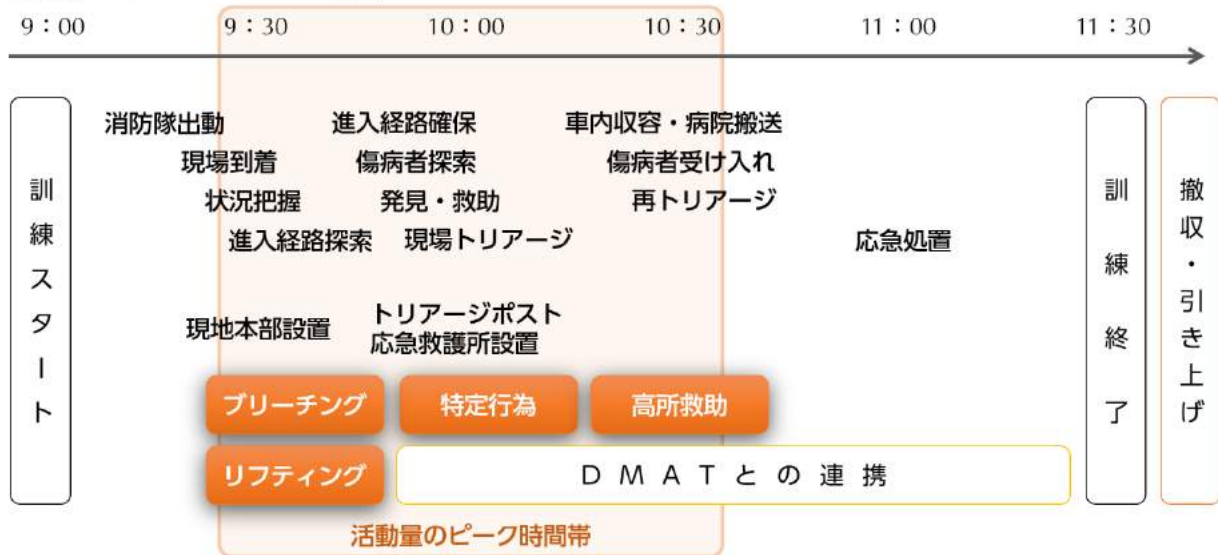 9：00 9：30 10：00 10：30 11：00 11：30
訓練スタート
消防隊出動 進入経路確保 車内収容・病院搬送
現場到着 傷病者探索 傷病者受け入れ
状況把握 発見・救助 再トリアージ
進入経路探索 現場トリアージ 応急処置
現地本部設置 トリアージポスト
応急救護所設置
ブリーチング 特定行為 高所救助
リフティング DMATとの連携
活動量のピーク時間帯
訓練終了
撤収・引き上げ